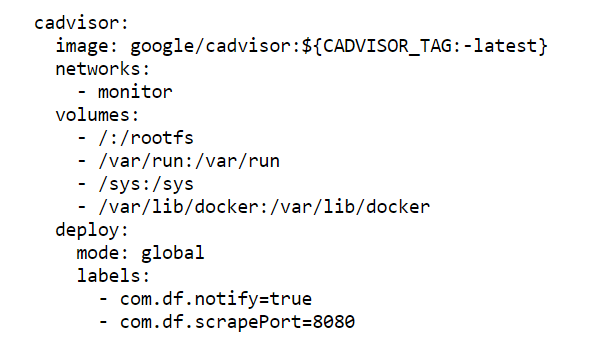 cadvisor:
  image: google/cadvisor:${CADVISOR_TAG:-latest}
  networks:
    - monitor
  volumes:
    - /:/rootfs
    - /var/run:/var/run
    - /sys:/sys
    - /var/lib/docker:/var/lib/docker
  deploy:
    mode: global
    labels:
      - com.df.notify=true
      - com.df.scrapePort=8080